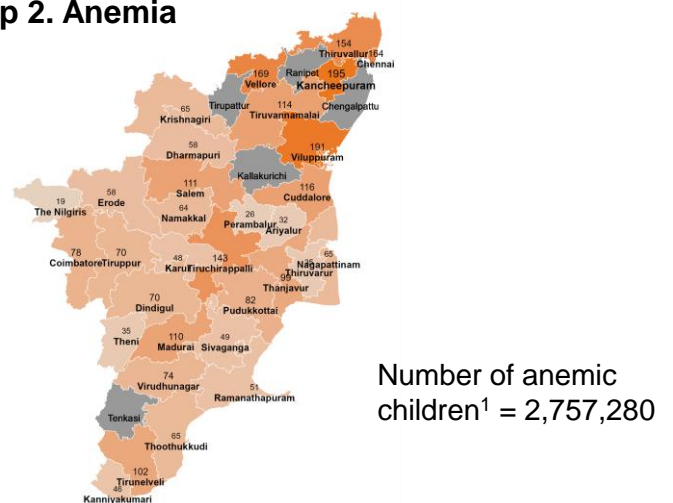 p 2. Anemia
154
Thiruvallur
164
Chennai
Ranipet
195
Kancheepuram
169
Vellore
Tirupattur
114
Tiruvannamalai
Chengalpattu
65
Krishnagiri
58
Dharmapuri
191
Viluppuram
Kallakurichi
111
Salem
116
Cuddalore
19
The Nilgiris
58
Erode
64
Namakkal
26
Perambalur
32
Ariyalur
78
Coimbatore
70
Tiruppur
48
Karur
143
Tiruchirappalli
65
Nagapattinam
Thiruvarur
99
Thanjavur
70
Dindigul
82
Pudukkottai
35
Theni
110
Madurai
49
Sivaganga
74
Virudhunagar
51
Ramanathapuram
Tenkasi
65
Thoothukkudi
102
Tirunelveli
46
Kanniyakumari
Number of anemic
children¹ = 2,757,280